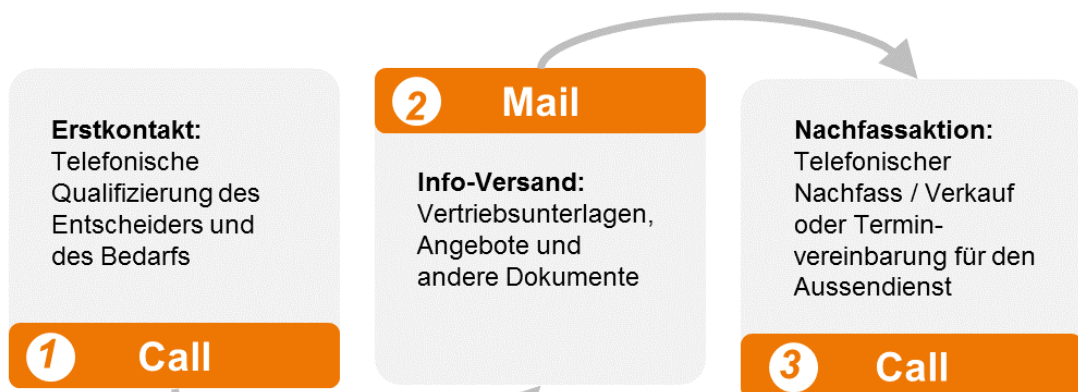 Erstkontakt:
Telefonische
Qualifizierung des
Entscheiders und
des Bedarfs
1 Call
2 Mail
Info-Versand:
Vertriebsunterlagen,
Angebote und
andere Dokumente
Nachfassaktion:
Telefonischer
Nachfass / Verkauf
oder Termin-
vereinbarung für den
Aussendienst
3 Call